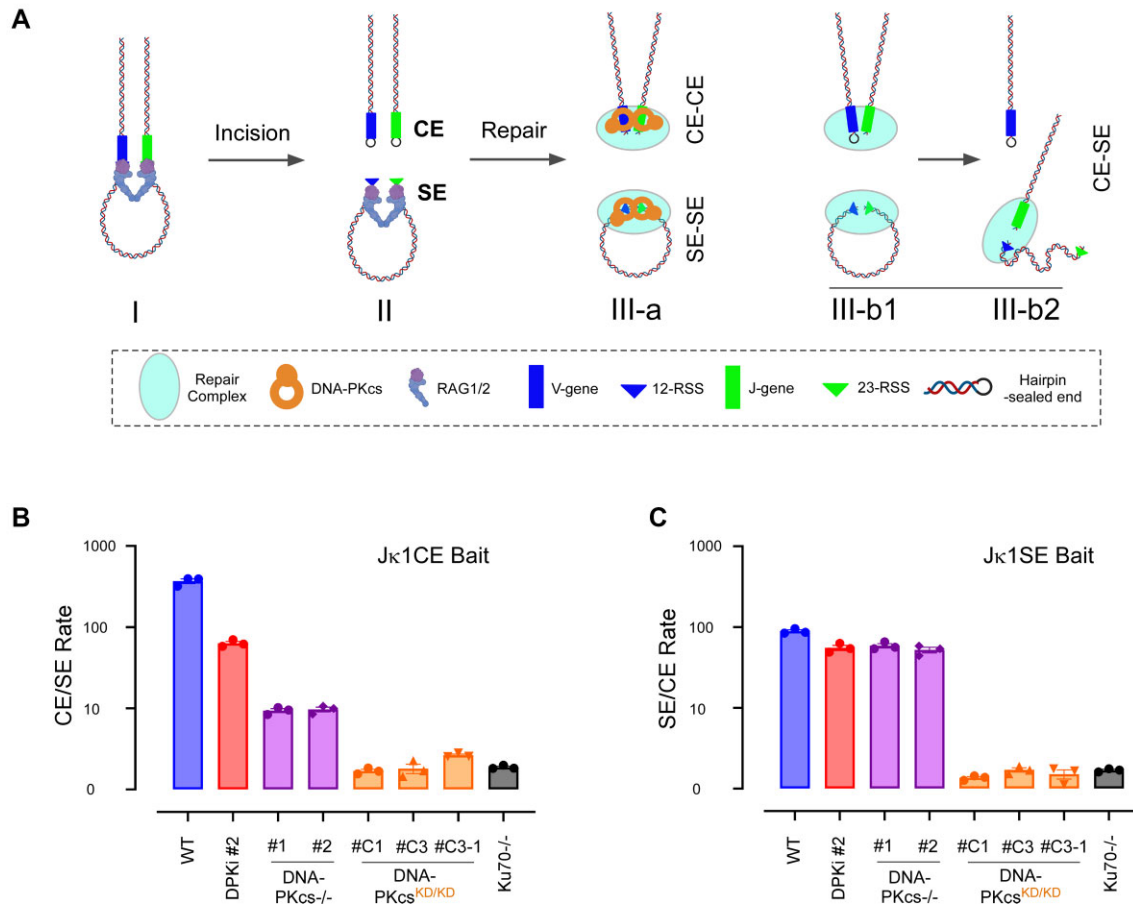 A
Incision
Repair
CE
SE
CE-CE
SE-SE
CE-SE
I
II
III-a
III-b1
III-b2
Repair
Complex
DNA-PKcs
RAG1/2
V-gene
12-RSS
J-gene
23-RSS
Hairpin
-sealed end
B
Jκ1CE Bait
CE/SE Rate
1000
100
10
0
WT
DPKi #2
#1
#2
DNA-
PKcs-/-
#C1
#C3
#C3-1
DNA-
PKcsKD/KD
Ku70-/-
C
Jκ1SE Bait
SE/CE Rate
1000
100
10
0
WT
DPKi #2
#1
#2
DNA-
PKcs-/-
#C1
#C3
#C3-1
DNA-
PKcsKD/KD
Ku70-/-